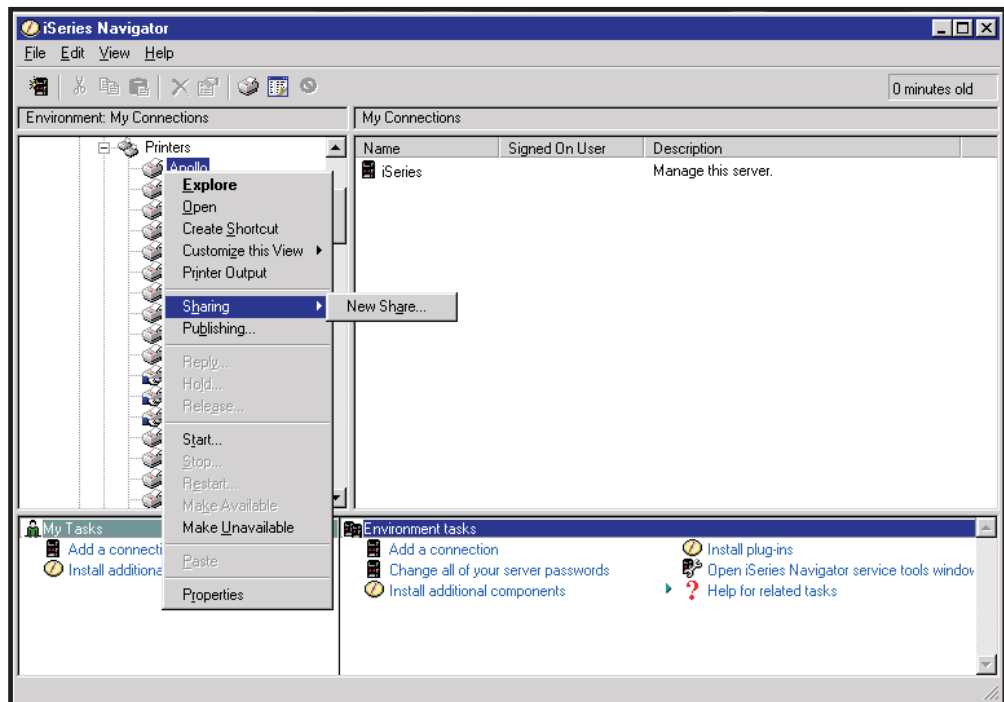 iSeries Navigator
File Edit View Help
0 minutes old
Environment: My Connections
My Connections
Printers
Apollo
Name Signed On User Description
iSeries Manage this server.
Explore
Open
Create Shortcut
Customize this View
Printer Output
Sharing
New Share...
Publishing...
Reply...
Hold...
Release...
Start...
Stop...
Restart...
Make Available
Make Unavailable
Paste
Properties
My Tasks
Add a connecti
Install additiona
Environment tasks
Add a connection
Change all of your server passwords
Install additional components
Install plug-ins
Open iSeries Navigator service tools window
Help for related tasks